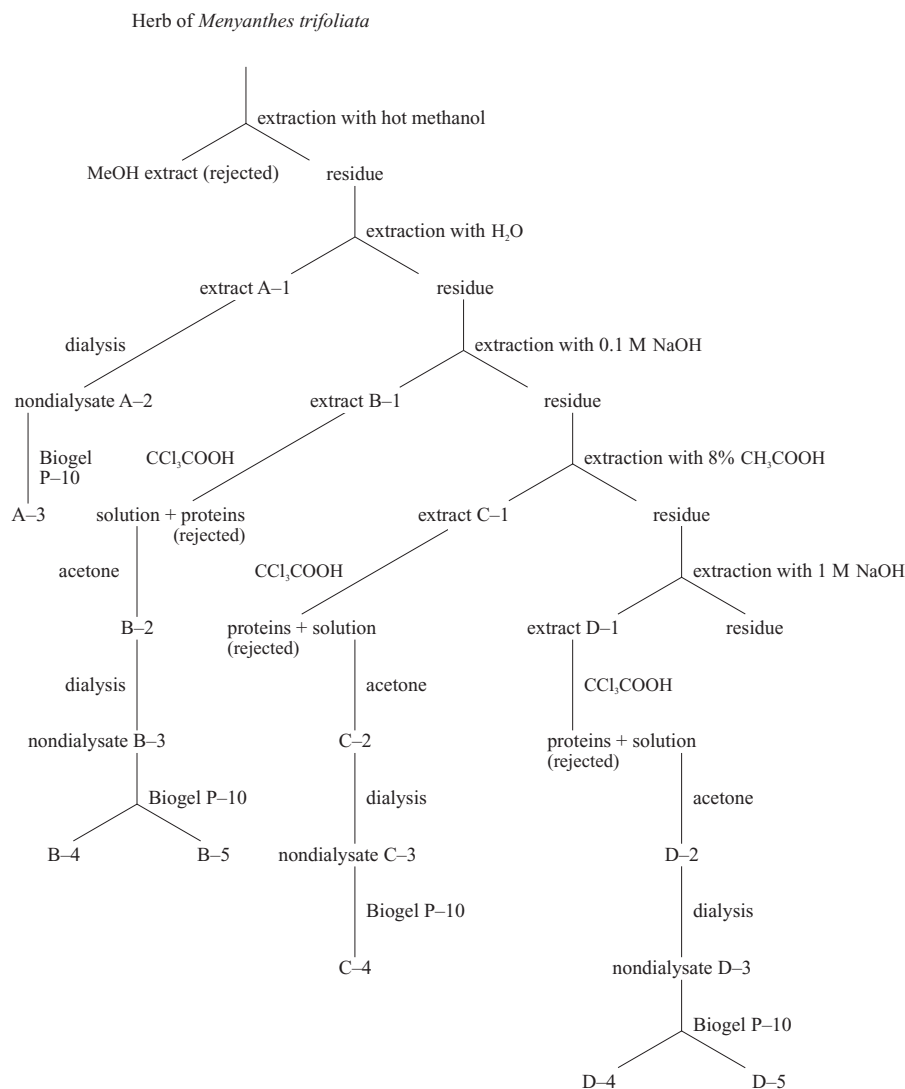 Herb of Menyanthes trifoliata
extraction with hot methanol
MeOH extract (rejected)
residue
extraction with H₂O
extract A–1
residue
dialysis
extraction with 0.1 M NaOH
nondialysate A–2
extract B–1
residue
Biogel
P–10
CCl₃COOH
extraction with 8% CH₃COOH
A–3
solution + proteins
(rejected)
extract C–1
residue
acetone
CCl₃COOH
extraction with 1 M NaOH
B–2
proteins + solution
(rejected)
extract D–1
residue
dialysis
acetone
CCl₃COOH
nondialysate B–3
C–2
proteins + solution
(rejected)
Biogel P–10
dialysis
acetone
B–4
B–5
nondialysate C–3
D–2
Biogel P–10
dialysis
C–4
nondialysate D–3
Biogel P–10
D–4
D–5